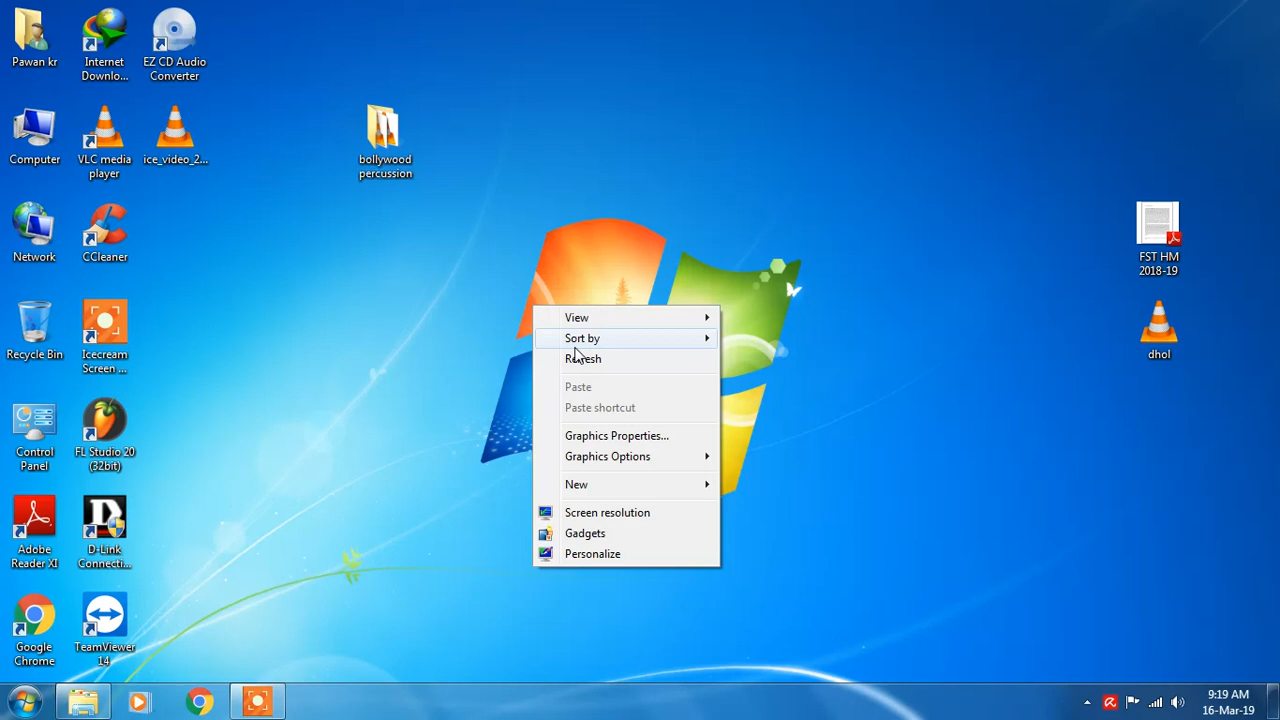 Pawan kr
Internet
Downlo...
EZ CD Audio
Converter
Computer
VLC media
player
ice_video_2...
bollywood
percussion
Network
CCleaner
FST HM
2018-19
Recycle Bin
Icecream
Screen ...
dhol
Control
Panel
FL Studio 20
(32bit)
Adobe
Reader XI
D-Link
Connecti...
Google
Chrome
TeamViewer
14
View
Sort by
Refresh
Paste
Paste shortcut
Graphics Properties...
Graphics Options
New
Screen resolution
Gadgets
Personalize
9:19 AM
16-Mar-19